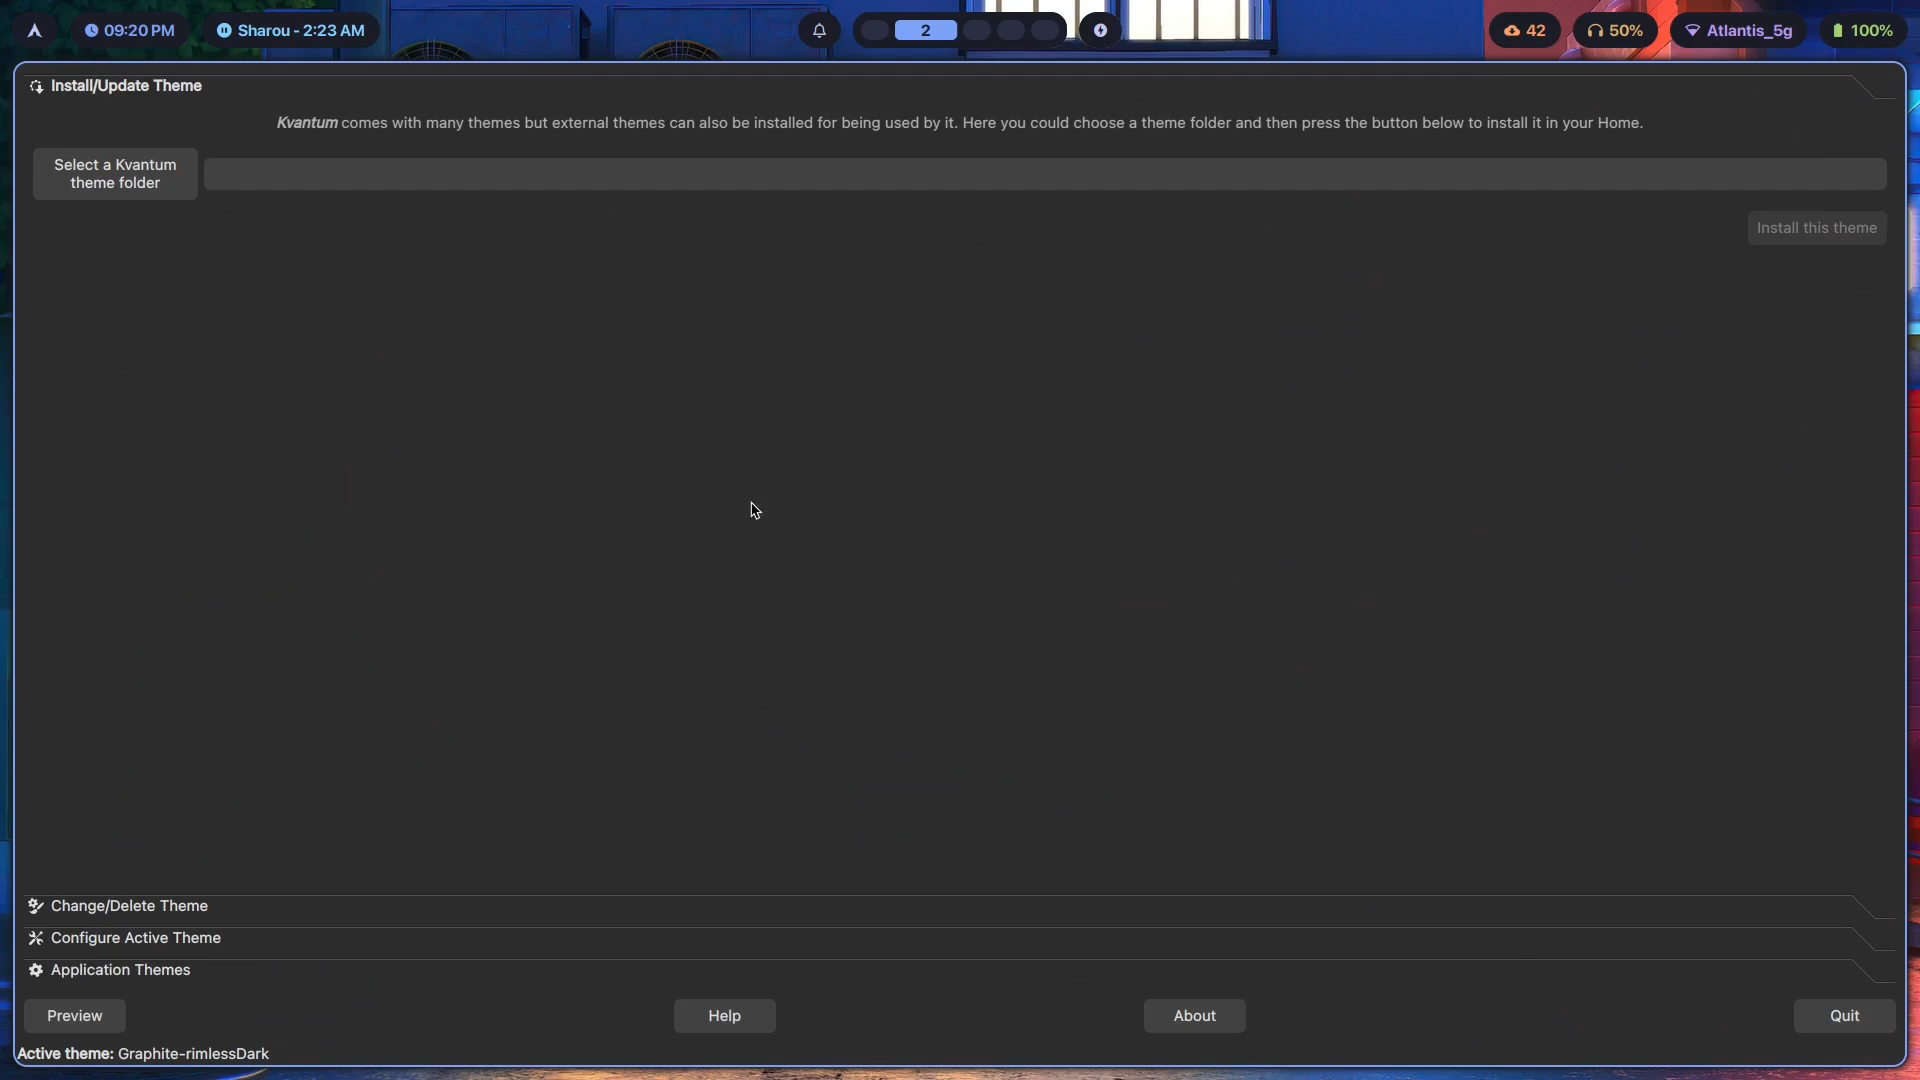 09:20 PM
Sharou - 2:23 AM
2
42
50%
Atlantis_5g
100%
Install/Update Theme
Kvantum comes with many themes but external themes can also be installed for being used by it. Here you could choose a theme folder and then press the button below to install it in your Home.
Select a Kvantum
theme folder
Install this theme
Change/Delete Theme
Configure Active Theme
Application Themes
Preview
Help
About
Quit
Active theme: Graphite-rimlessDark